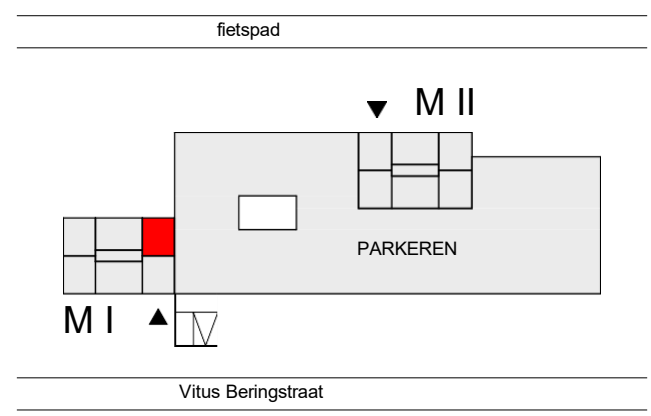 fietspad
M II
PARKEREN
M I
Vitus Beringstraat